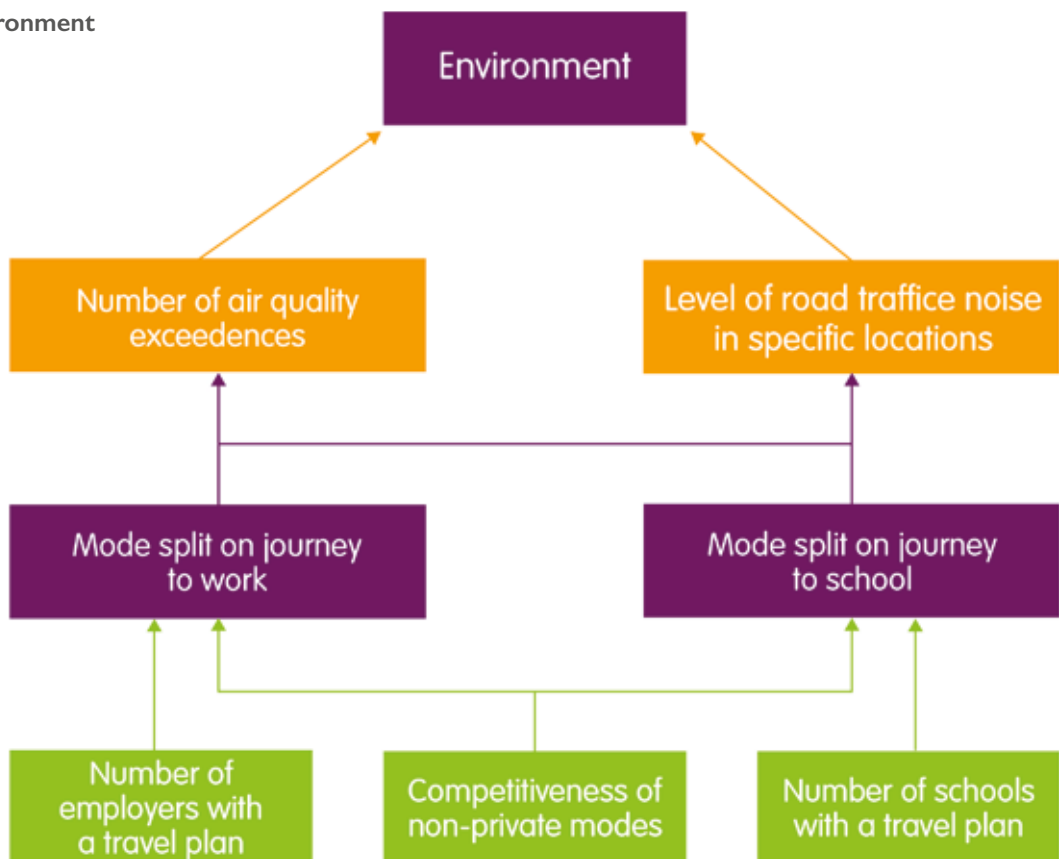 ronment
Environment
Number of air quality
exceedences
Level of road traffice noise
in specific locations
Mode split on journey
to work
Mode split on journey
to school
Number of
employers with
a travel plan
Competitiveness of
non-private modes
Number of schools
with a travel plan